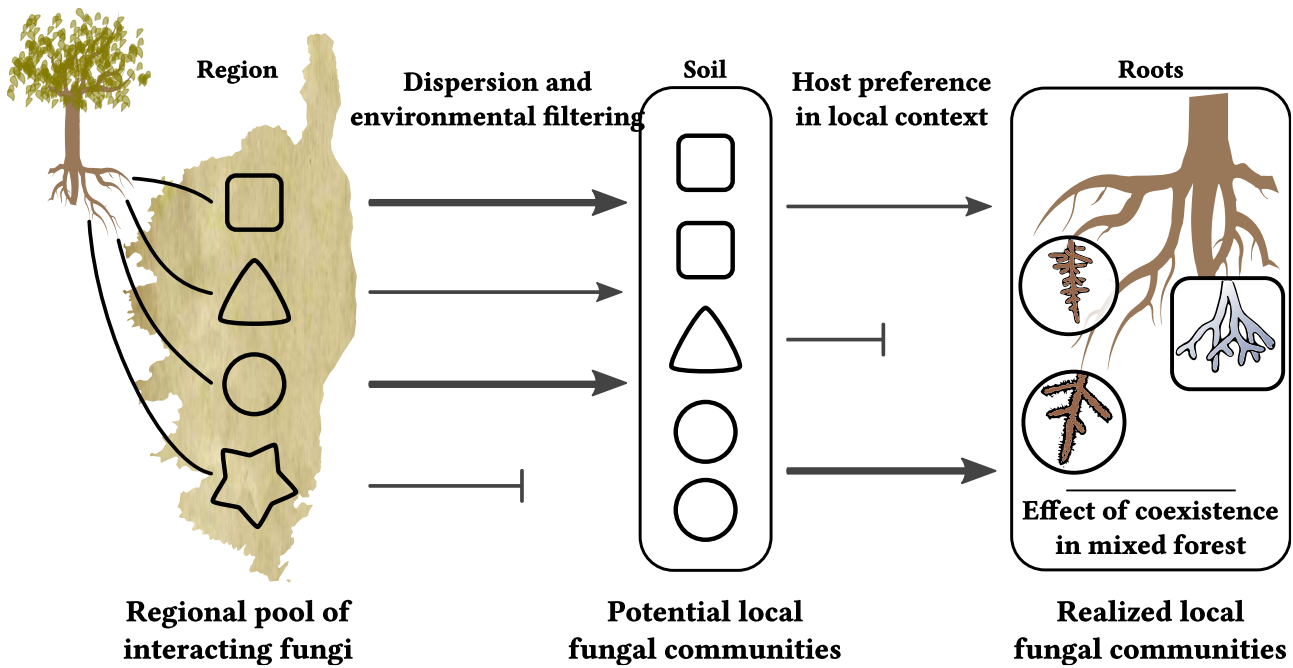 Region
Dispersion and
environmental filtering
Soil
Host preference
in local context
Roots
Effect of coexistence
in mixed forest
Regional pool of
interacting fungi
Potential local
fungal communities
Realized local
fungal communities